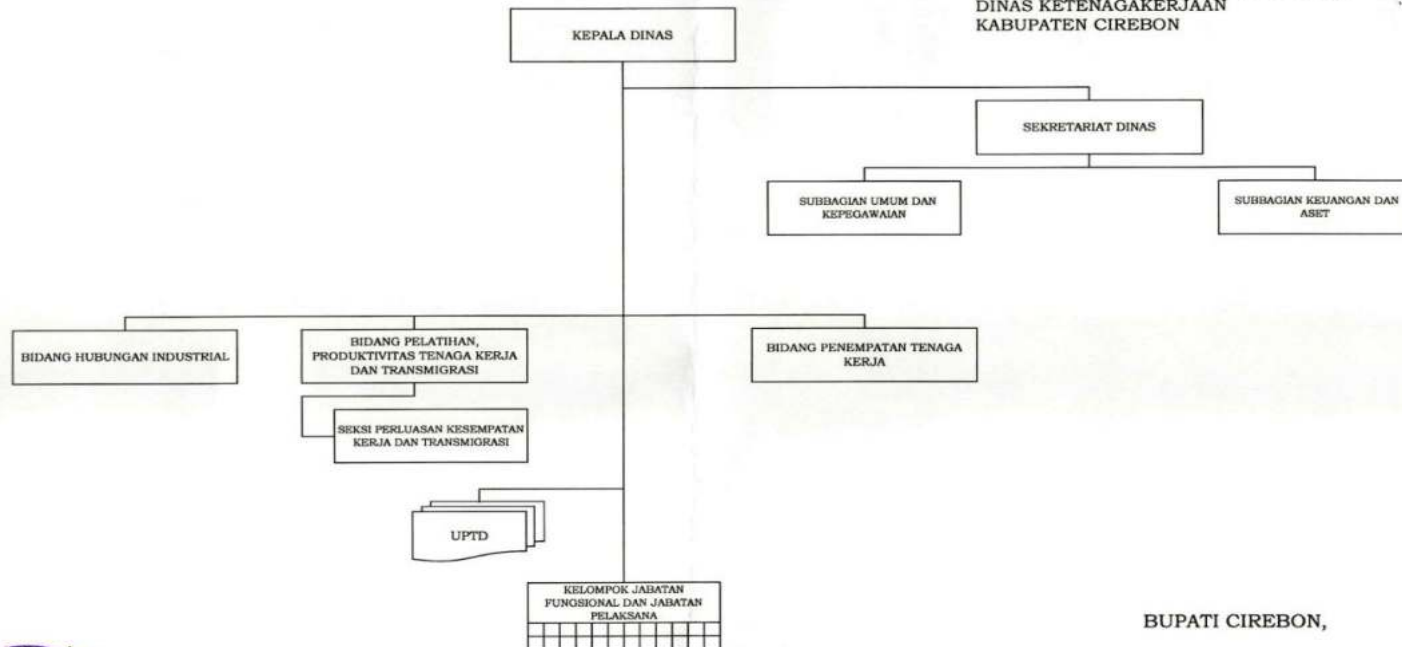 DINAS KETENAGAKERJAAN
KABUPATEN CIREBON
KEPALA DINAS
SEKRETARIAT DINAS
SUBBAGIAN UMUM DAN
KEPEGAWAIAN
SUBBAGIAN KEUANGAN DAN
ASET
BIDANG HUBUNGAN INDUSTRIAL
BIDANG PELATIHAN,
PRODUKTIVITAS TENAGA KERJA
DAN TRANSMIGRASI
BIDANG PENEMPATAN TENAGA
KERJA
SEKSI PERLUASAN KESEMPATAN
KERJA DAN TRANSMIGRASI
UPTD
KELOMPOK JABATAN
FUNGSIONAL DAN JABATAN
PELAKSANA
BUPATI CIREBON,